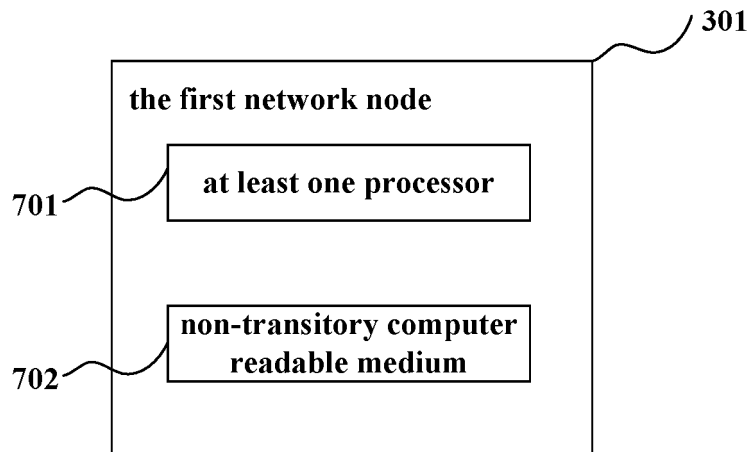 301
the first network node
at least one processor
701
non-transitory computer
readable medium
702